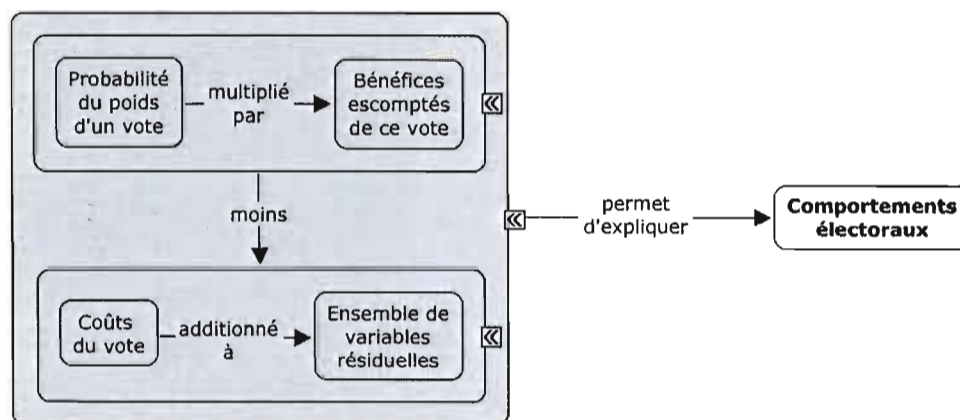 Probabilité
du poids
d'un vote
multiplié
par
Bénéfices
escomptés
de ce vote
moins
Coûts
du vote
additionné
à
Ensemble de
variables
résiduelles
permet
d'expliquer
Comportements
électoraux